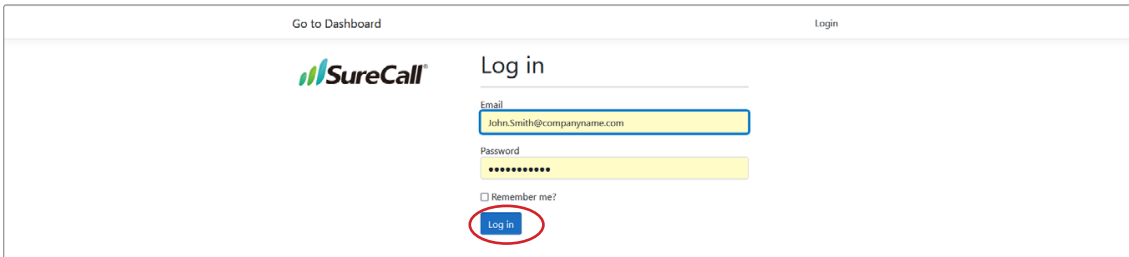 Go to Dashboard
Login
SureCall®
Log in
Email
John.Smith@companyname.com
Password
•••••••••••
Remember me?
Log in